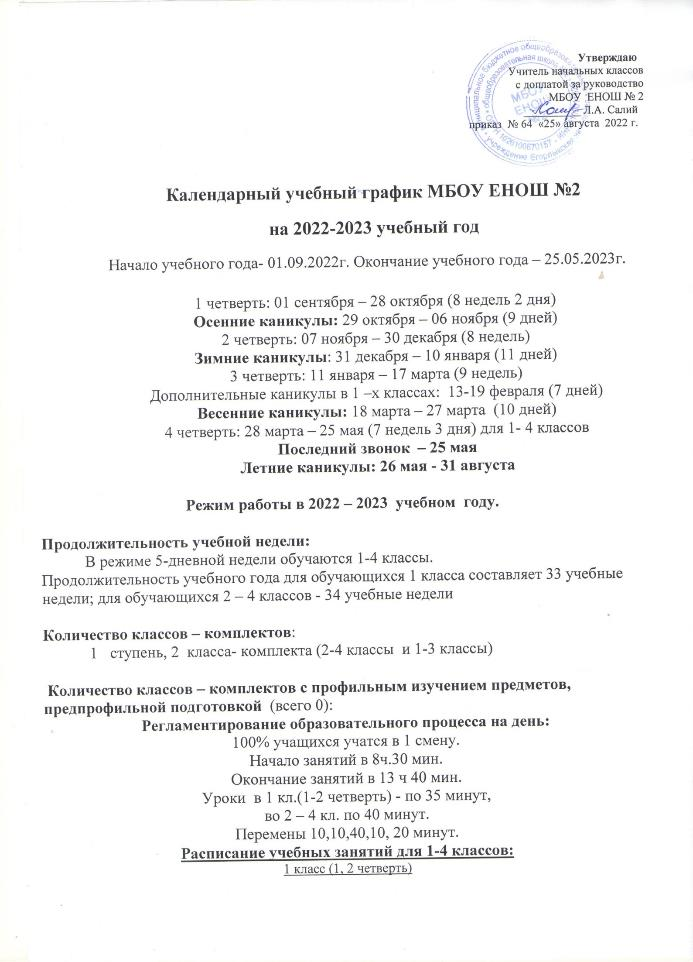 Утверждаю
Учитель начальных классов
с доплатой за руководство
МБОУ ЕНОШ № 2
Л.А. Салий
приказ № 64 «25» августа 2022 г.
Календарный учебный график МБОУ ЕНОШ №2
на 2022-2023 учебный год
Начало учебного года- 01.09.2022г. Окончание учебного года – 25.05.2023г.
1 четверть: 01 сентября – 28 октября (8 недель 2 дня)
Осенние каникулы: 29 октября – 06 ноября (9 дней)
2 четверть: 07 ноября – 30 декабря (8 недель)
Зимние каникулы: 31 декабря – 10 января (11 дней)
3 четверть: 11 января – 17 марта (9 недель)
Дополнительные каникулы в 1 –х классах: 13-19 февраля (7 дней)
Весенние каникулы: 18 марта – 27 марта (10 дней)
4 четверть: 28 марта – 25 мая (7 недель 3 дня) для 1- 4 классов
Последний звонок – 25 мая
Летние каникулы: 26 мая - 31 августа
Режим работы в 2022 – 2023 учебном году.
Продолжительность учебной недели:
В режиме 5-дневной недели обучаются 1-4 классы.
Продолжительность учебного года для обучающихся 1 класса составляет 33 учебные
недели; для обучающихся 2 – 4 классов - 34 учебные недели
Количество классов – комплектов:
1 ступень, 2 класса- комплекта (2-4 классы и 1-3 классы)
Количество классов – комплектов с профильным изучением предметов,
предпрофильной подготовкой (всего 0):
Регламентирование образовательного процесса на день:
100% учащихся учатся в 1 смену.
Начало занятий в 8ч.30 мин.
Окончание занятий в 13 ч 40 мин.
Уроки в 1 кл.(1-2 четверть) - по 35 минут,
во 2 – 4 кл. по 40 минут.
Перемены 10,10,40,10, 20 минут.
Расписание учебных занятий для 1-4 классов:
1 класс (1, 2 четверть)